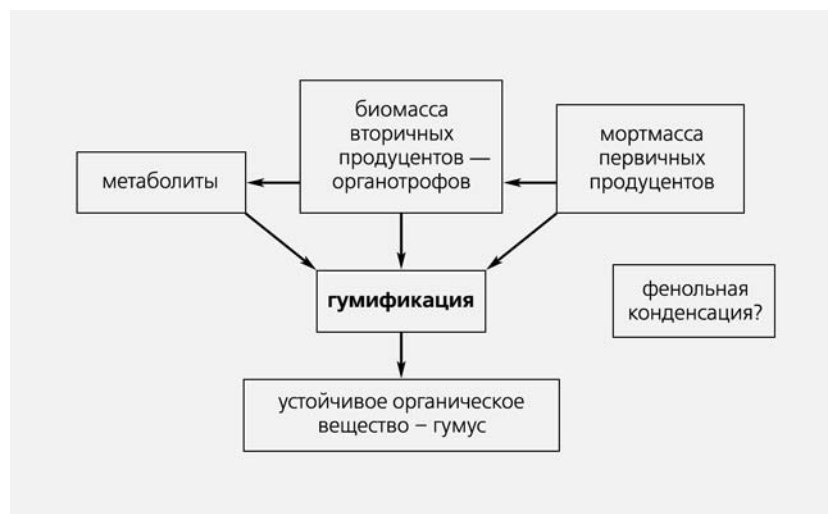 биомасса
вторичных
продуцентов —
органотрофов
мортмасса
первичных
продуцентов
метаболиты
гумификация
фенольная
конденсация?
устойчивое органическое
вещество – гумус